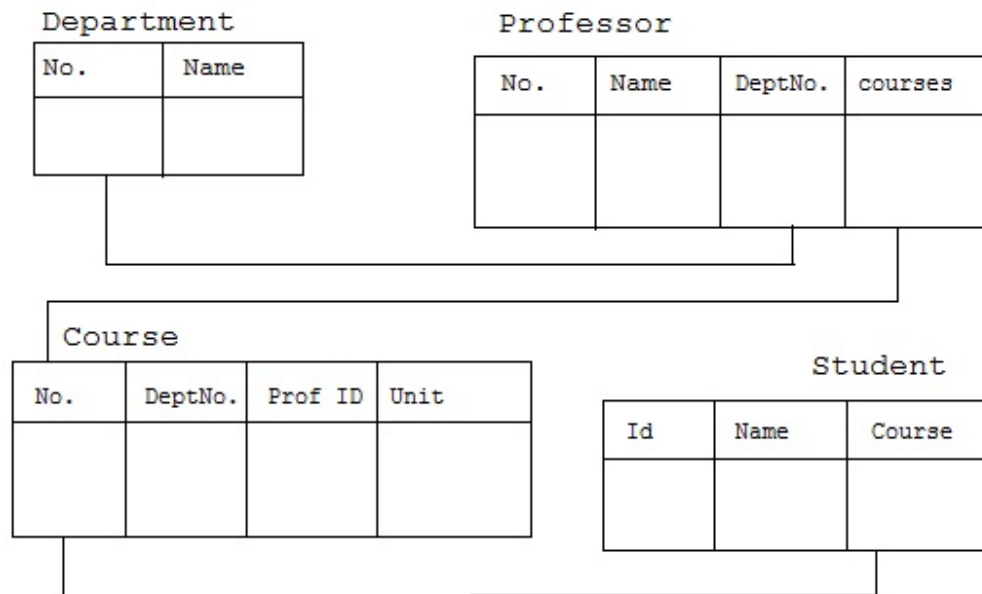 Department
No. Name
Professor
No. Name DeptNo. courses
Course
No. DeptNo. Prof ID Unit
Student
Id Name Course